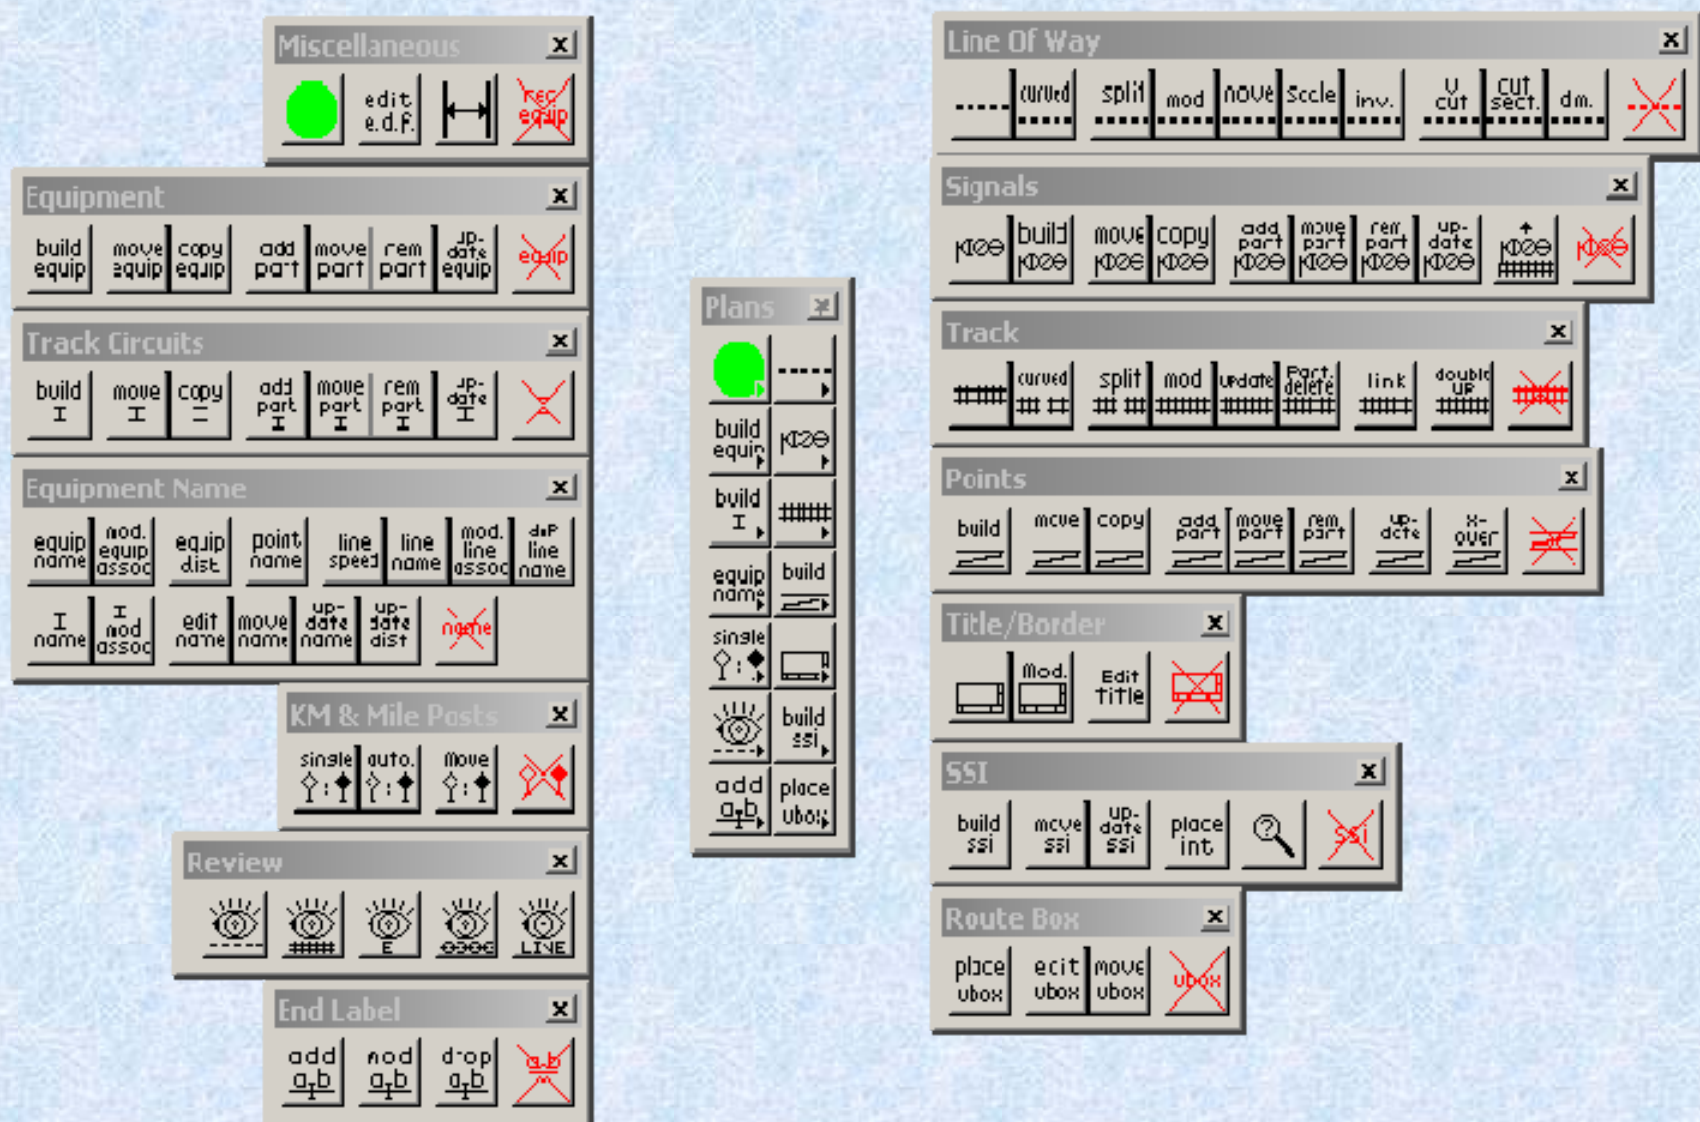 Miscellaneous
edit
e.d.f.
rec
equip
Equipment
build
equip
move
equip
copy
equip
add
part
move
part
rem
part
up-
date
equip
equip
Track Circuits
build
I
move
I
copy
add
part
I
move
part
I
rem
part
I
up-
date
I
Equipment Name
equip
name
mod.
equip
assoc
equip
dist.
point
name
line
speed
line
name
mod.
line
assoc
line
name
I
name
I
mod
assoc
edit
name
move
name
up-
date
name
up-
date
dist
name
KM & Mile Posts
single
auto.
move
Review
E
LIVE
End Label
add
a b
mod
a b
drop
a b
a b
Plans
build
equip
build
I
equip
name
build
single
build
ssi
add
a b
place
ubox
Line Of Way
curved
split
mod
move
scale
inv.
V
cut
cut
sect.
dm.
Signals
build
move
copy
add
part
move
part
rem
part
up-
date
Track
curved
split
mod
update
Part.
delete
link
double
up
Points
build
move
copy
add
part
move
part
rem
part
up-
date
x-
over
Title/Border
Mod.
Edit
title
SSI
build
ssi
move
ssi
up-
date
ssi
place
int
?
ssi
Route Box
place
ubox
edit
ubox
move
ubox
ubox